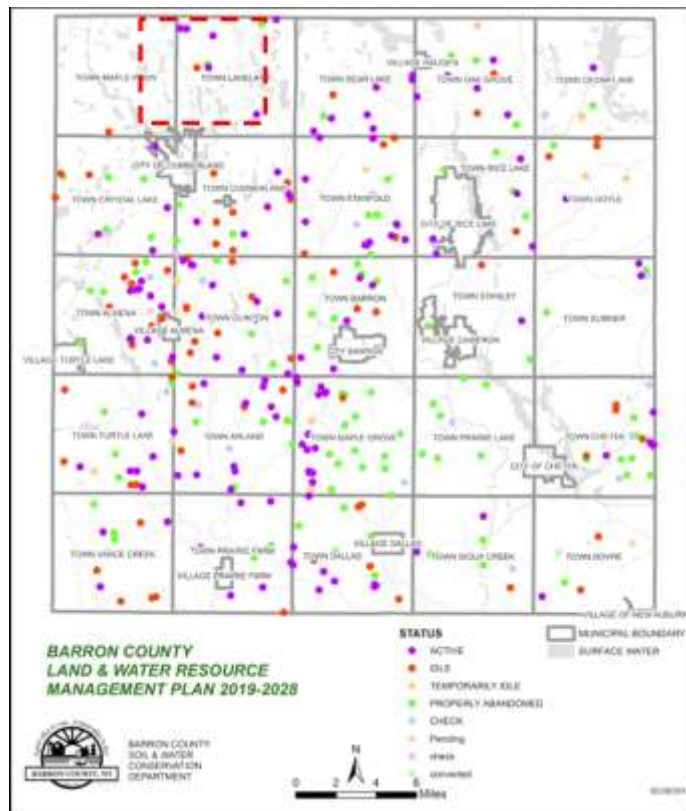 VILLAGE HAUGEN
TOWN MAPLE PLAIN
TOWN LAKELAND
TOWN BEAR LAKE
TOWN OAK GROVE
TOWN CEDAR LAKE
CITY OF CUMBERLAND
TOWN CRYSTAL LAKE
TOWN CUMBERLAND
TOWN STANFOLD
TOWN RICE LAKE
CITY OF RICE LAKE
TOWN DOYLE
TOWN ALMENA
VILLAGE ALMENA
TOWN CLINTON
TOWN BARRON
CITY BARRON
TOWN STANLEY
VILLAGE CAMERON
TOWN SUMNER
VILLAGE TURTLE LAKE
TOWN TURTLE LAKE
TOWN ARLAND
TOWN MAPLE GROVE
TOWN PRAIRIE LAKE
TOWN CHETEK
CITY OF CHETEK
TOWN VANCE CREEK
TOWN PRAIRIE FARM
VILLAGE PRAIRIE FARM
TOWN DALLAS
VILLAGE DALLAS
TOWN SIOUX CREEK
TOWN DOVRE
VILLAGE OF NEW AUBURN
BARRON COUNTY
LAND & WATER RESOURCE
MANAGEMENT PLAN 2019-2028
STATUS
ACTIVE
IDLE
TEMPORARILY IDLE
PROPERLY ABANDONED
CHECK
Pending
check
converted
MUNICIPAL BOUNDARY
SURFACE WATER
BARRON COUNTY, WI
BARRON COUNTY
SOIL & WATER
CONSERVATION
DEPARTMENT
N
0 2 4 6
Miles